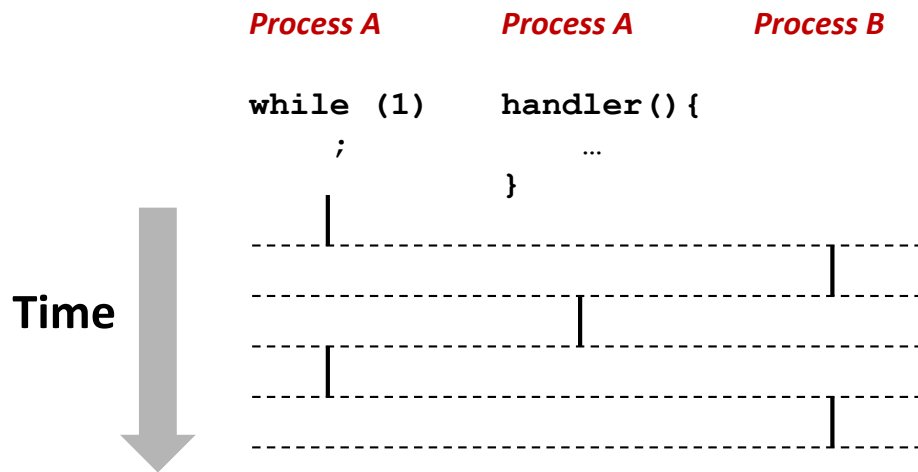 Process A Process A Process B
while (1) handler(){
; …
}
Time